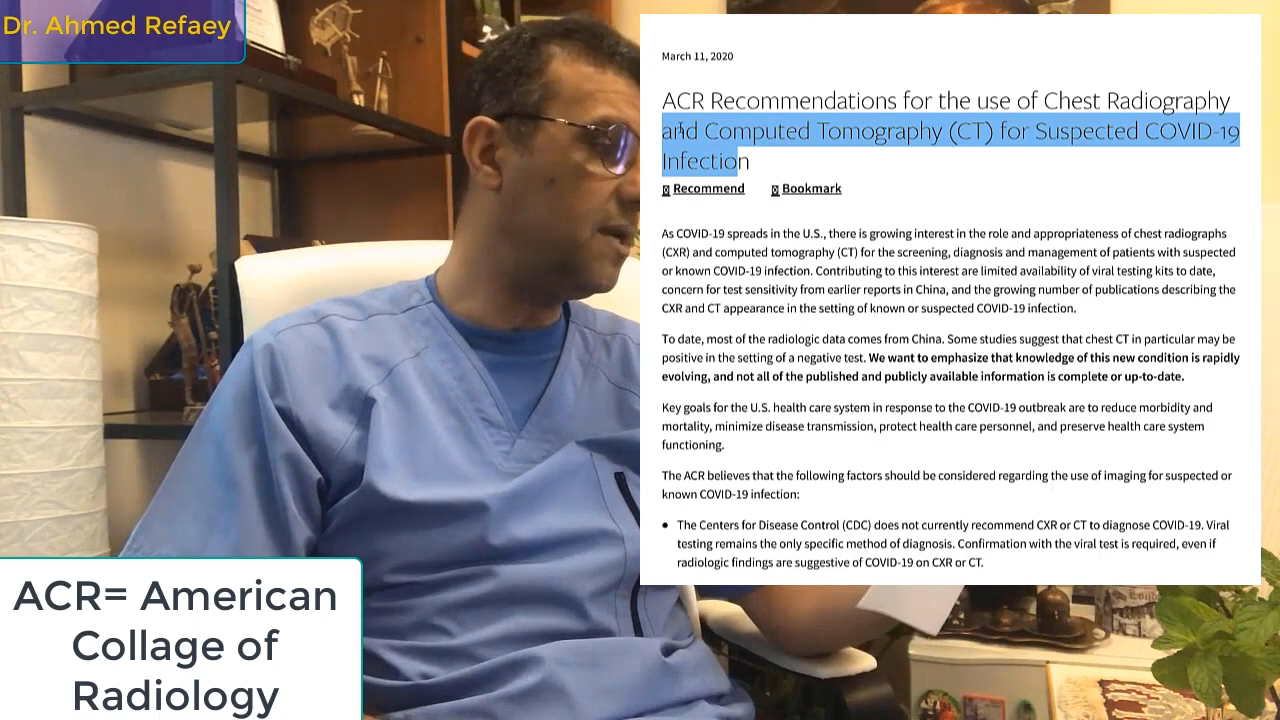 Dr. Ahmed Refaey
March 11, 2020
ACR Recommendations for the use of Chest Radiography
and Computed Tomography (CT) for Suspected COVID-19
Infection
Recommend Bookmark
As COVID-19 spreads in the U.S., there is growing interest in the role and appropriateness of chest radiographs
(CXR) and computed tomography (CT) for the screening, diagnosis and management of patients with suspected
or known COVID-19 infection. Contributing to this interest are limited availability of viral testing kits to date,
concern for test sensitivity from earlier reports in China, and the growing number of publications describing the
CXR and CT appearance in the setting of known or suspected COVID-19 infection.
To date, most of the radiologic data comes from China. Some studies suggest that chest CT in particular may be
positive in the setting of a negative test. We want to emphasize that knowledge of this new condition is rapidly
evolving, and not all of the published and publicly available information is complete or up-to-date.
Key goals for the U.S. health care system in response to the COVID-19 outbreak are to reduce morbidity and
mortality, minimize disease transmission, protect health care personnel, and preserve health care system
functioning.
The ACR believes that the following factors should be considered regarding the use of imaging for suspected or
known COVID-19 infection:
• The Centers for Disease Control (CDC) does not currently recommend CXR or CT to diagnose COVID-19. Viral
testing remains the only specific method of diagnosis. Confirmation with the viral test is required, even if
radiologic findings are suggestive of COVID-19 on CXR or CT.
ACR= American
Collage of
Radiology